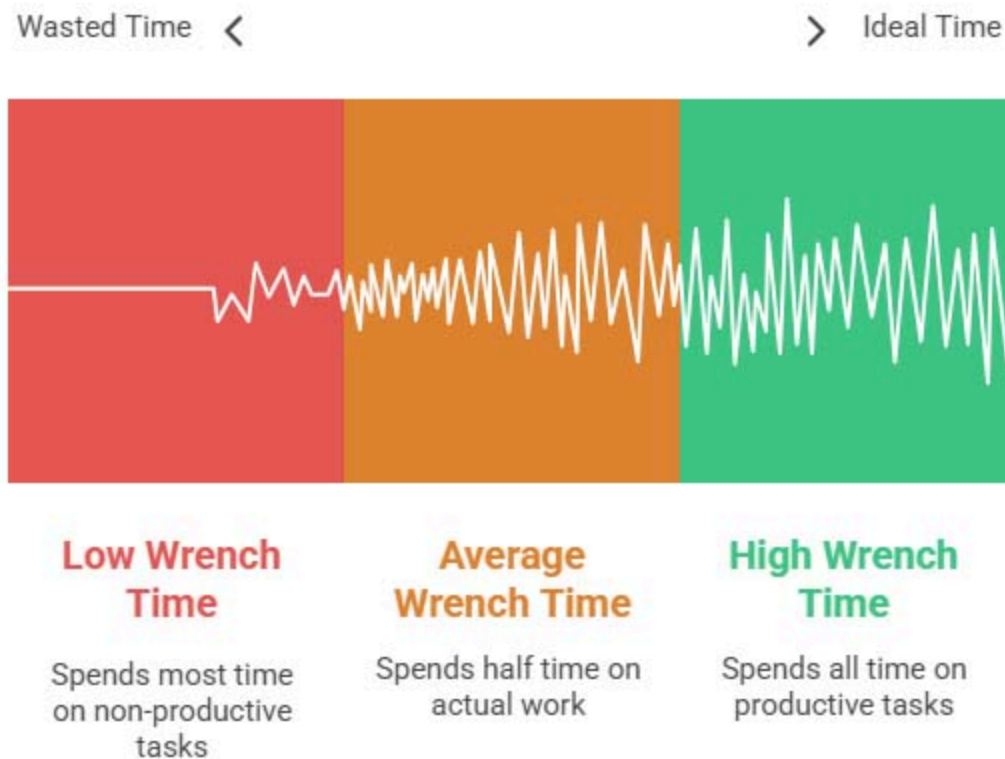 Wasted Time
Ideal Time
Low Wrench
Time
Spends most time
on non-productive
tasks
Average
Wrench Time
Spends half time on
actual work
High Wrench
Time
Spends all time on
productive tasks